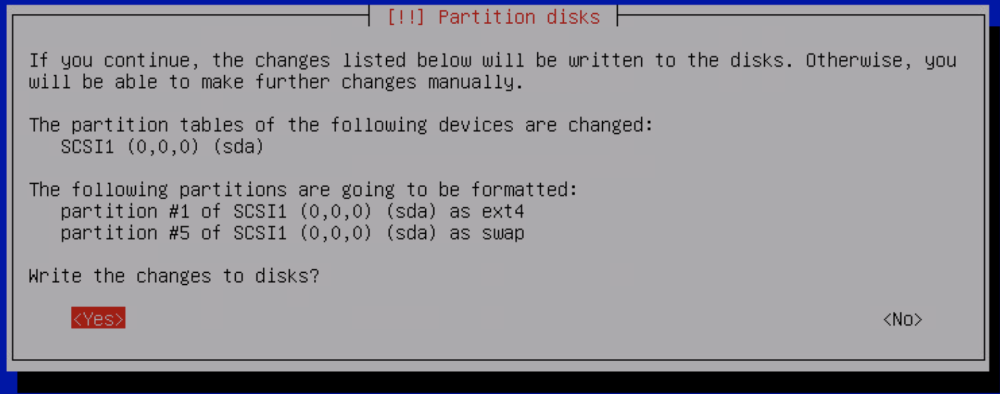 [!!] Partition disks
If you continue, the changes listed below will be written to the disks. Otherwise, you
will be able to make further changes manually.
The partition tables of the following devices are changed:
SCSI1 (0,0,0) (sda)
The following partitions are going to be formatted:
partition #1 of SCSI1 (0,0,0) (sda) as ext4
partition #5 of SCSI1 (0,0,0) (sda) as swap
Write the changes to disks?
<Yes> <No>